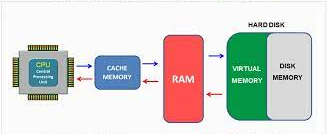 HARD DISK
CPU
Central
Processing
Unit
CACHE
MEMORY
RAM
VIRTUAL
MEMORY
DISK
MEMORY